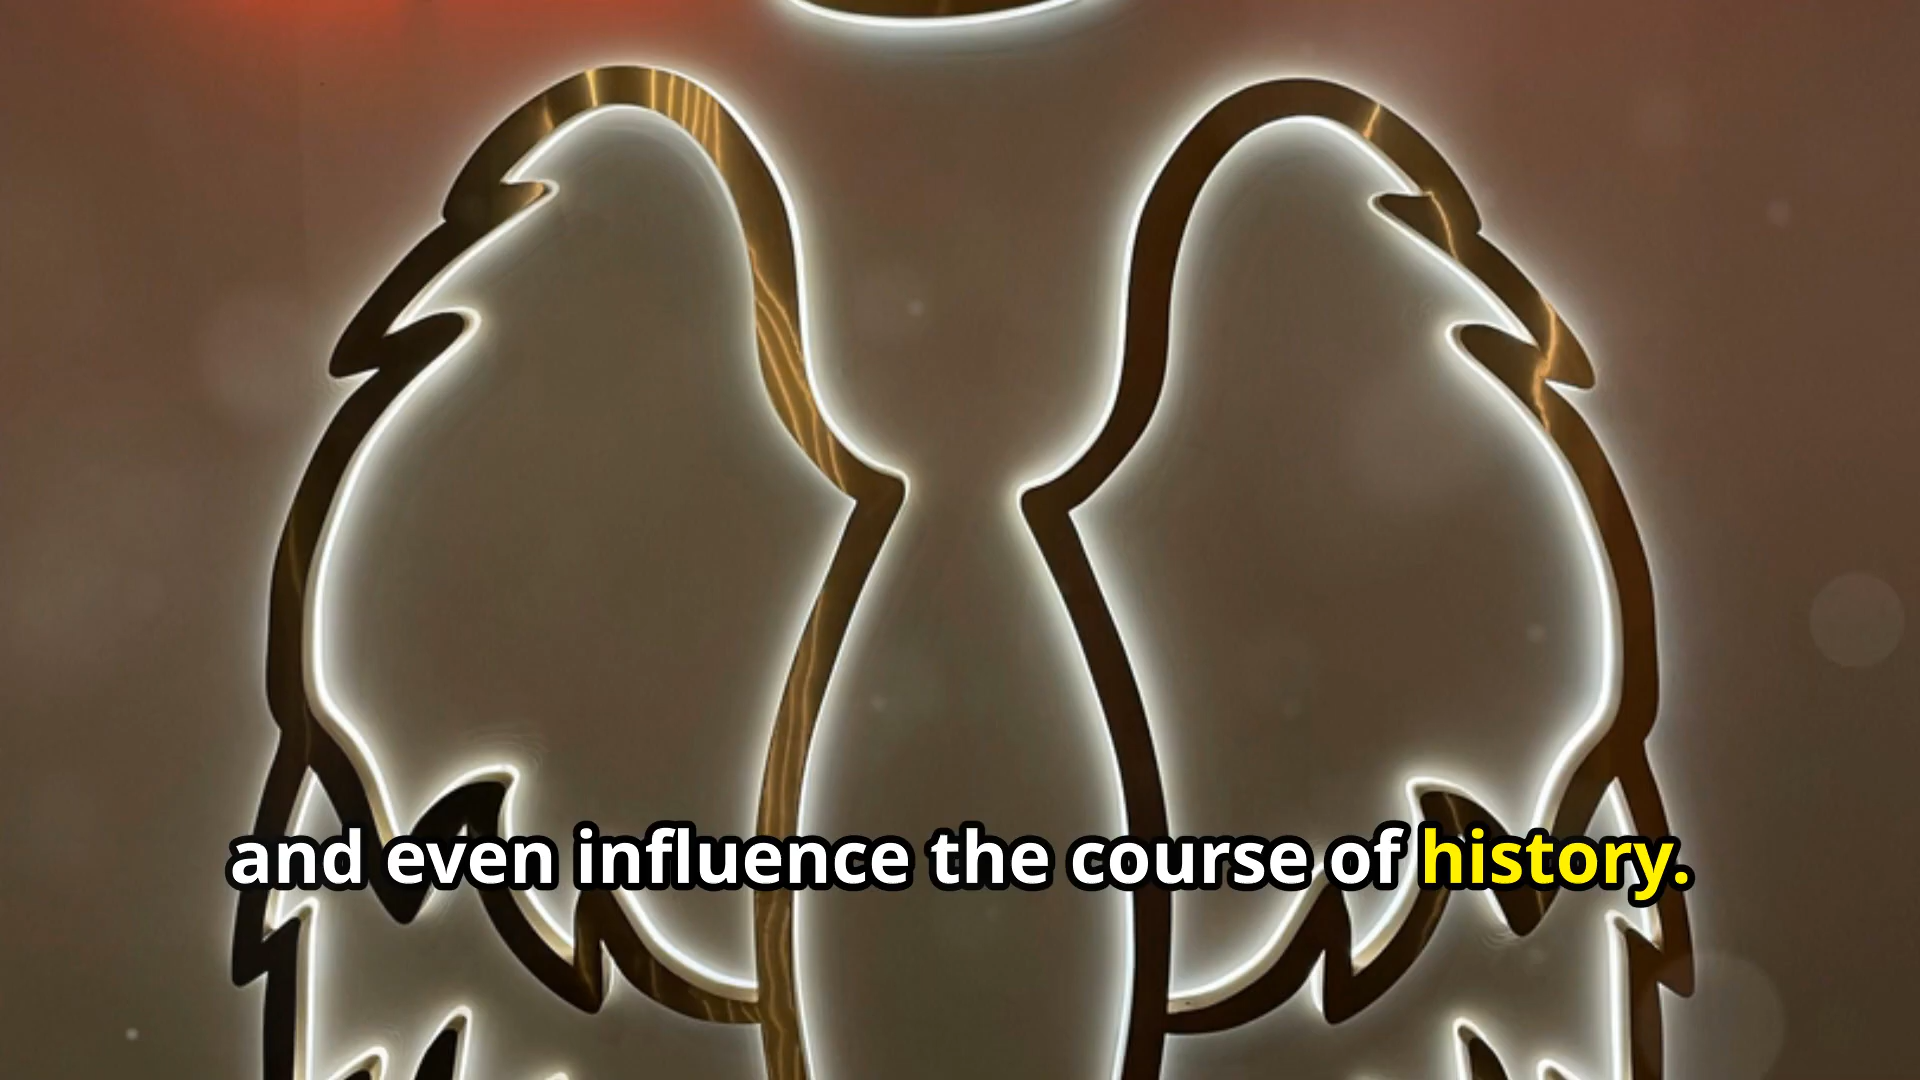 and even influence the course of history.